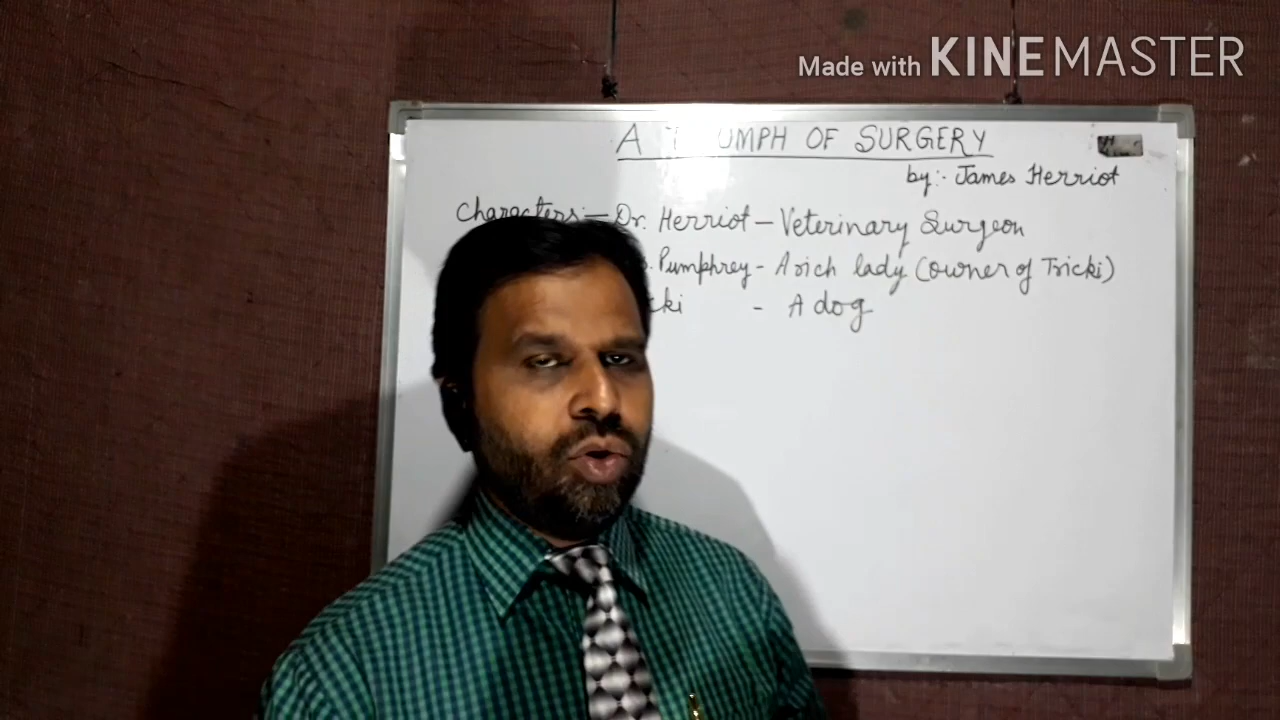 Made with KINEMASTER
A T UMPH OF SURGERY
by:- James Herriot
Characters:— Dr. Herriot — Veterinary Surgeon
Pumphrey - A rich lady (owner of Tricki)
cki - A dog